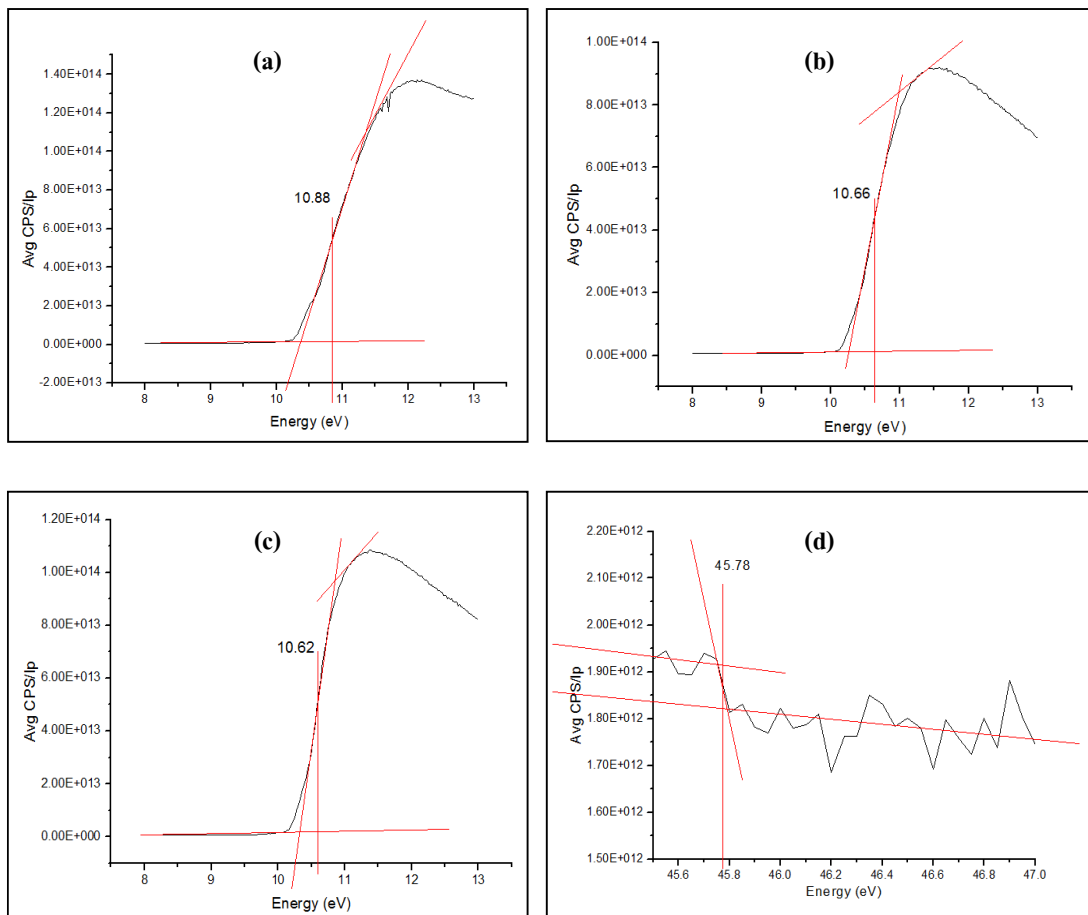 (a)
1.40E+014
1.20E+014
1.00E+014
8.00E+013
6.00E+013
4.00E+013
2.00E+013
0.00E+000
-2.00E+013
Avg CPS/Ip
10.88
8 9 10 11 12 13
Energy (eV)
(b)
1.00E+014
8.00E+013
6.00E+013
4.00E+013
2.00E+013
0.00E+000
Avg CPS/Ip
10.66
8 9 10 11 12 13
Energy (eV)
(c)
1.20E+014
1.00E+014
8.00E+013
6.00E+013
4.00E+013
2.00E+013
0.00E+000
Avg CPS/Ip
10.62
8 9 10 11 12 13
Energy (eV)
(d)
2.20E+012
2.10E+012
2.00E+012
1.90E+012
1.80E+012
1.70E+012
1.60E+012
1.50E+012
Avg CPS/Ip
45.78
45.6 45.8 46.0 46.2 46.4 46.6 46.8 47.0
Energy (eV)